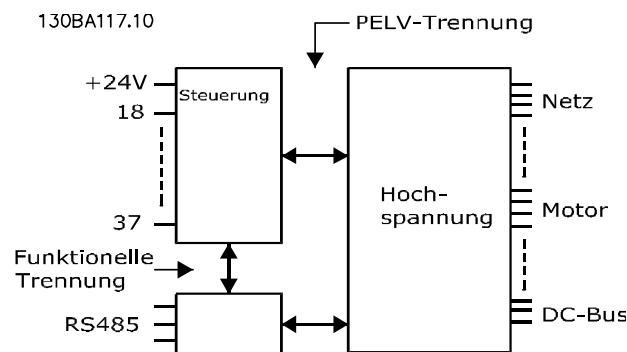 130BA117.10
PELV-Trennung
+24V
Steuerung
18
Netz
Hoch-
spannung
Motor
37
Funktionelle
Trennung
RS485
DC-Bus